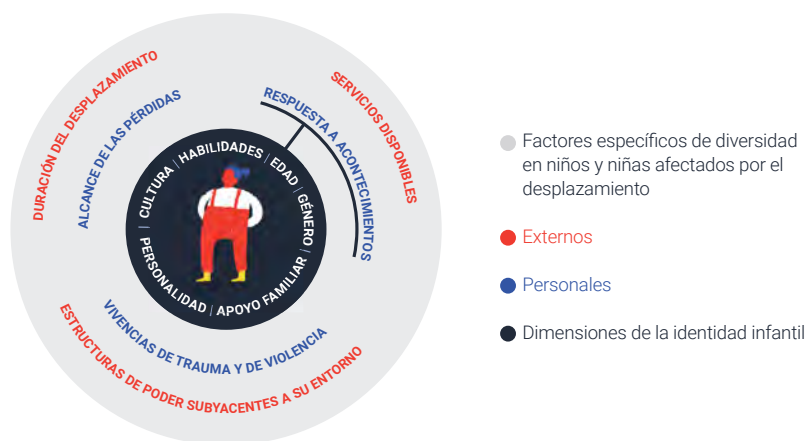 DURACIÓN DEL DESPLAZAMIENTO
ALCANCE DE LAS PÉRDIDAS
RESPUESTA A ACONTECIMIENTOS
SERVICIOS DISPONIBLES
CULTURA | HABILIDADES | EDAD | GÉNERO
PERSONALIDAD | APOYO FAMILIAR |
VIVENCIAS DE TRAUMA Y DE VIOLENCIA
ESTRUCTURAS DE PODER SUBYACENTES A SU ENTORNO
Factores específicos de diversidad
en niños y niñas afectados por el
desplazamiento
Externos
Personales
Dimensiones de la identidad infantil